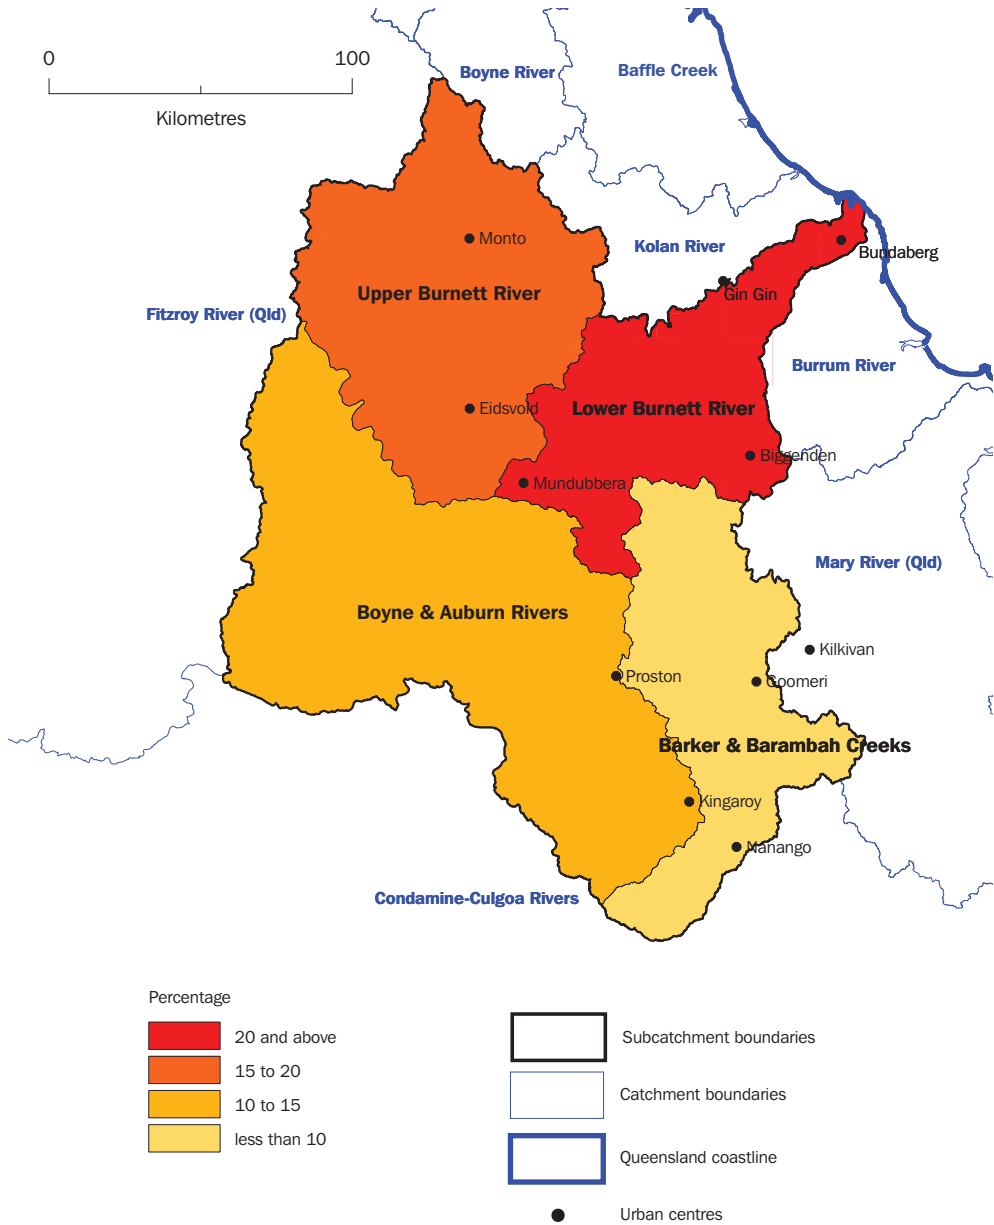 0
100
Kilometres
Boyne River
Baffle Creek
Monto
Kolan River
Bundaberg
Upper Burnett River
Gin Gin
Fitzroy River (Qld)
Burrum River
Eidsvold
Lower Burnett River
Biggenden
Mundubbera
Mary River (Qld)
Boyne & Auburn Rivers
Kilkivan
Proston
Goomeri
Barker & Barambah Creeks
Kingaroy
Nanango
Condamine-Culgoa Rivers
Percentage
20 and above
15 to 20
10 to 15
less than 10
Subcatchment boundaries
Catchment boundaries
Queensland coastline
Urban centres